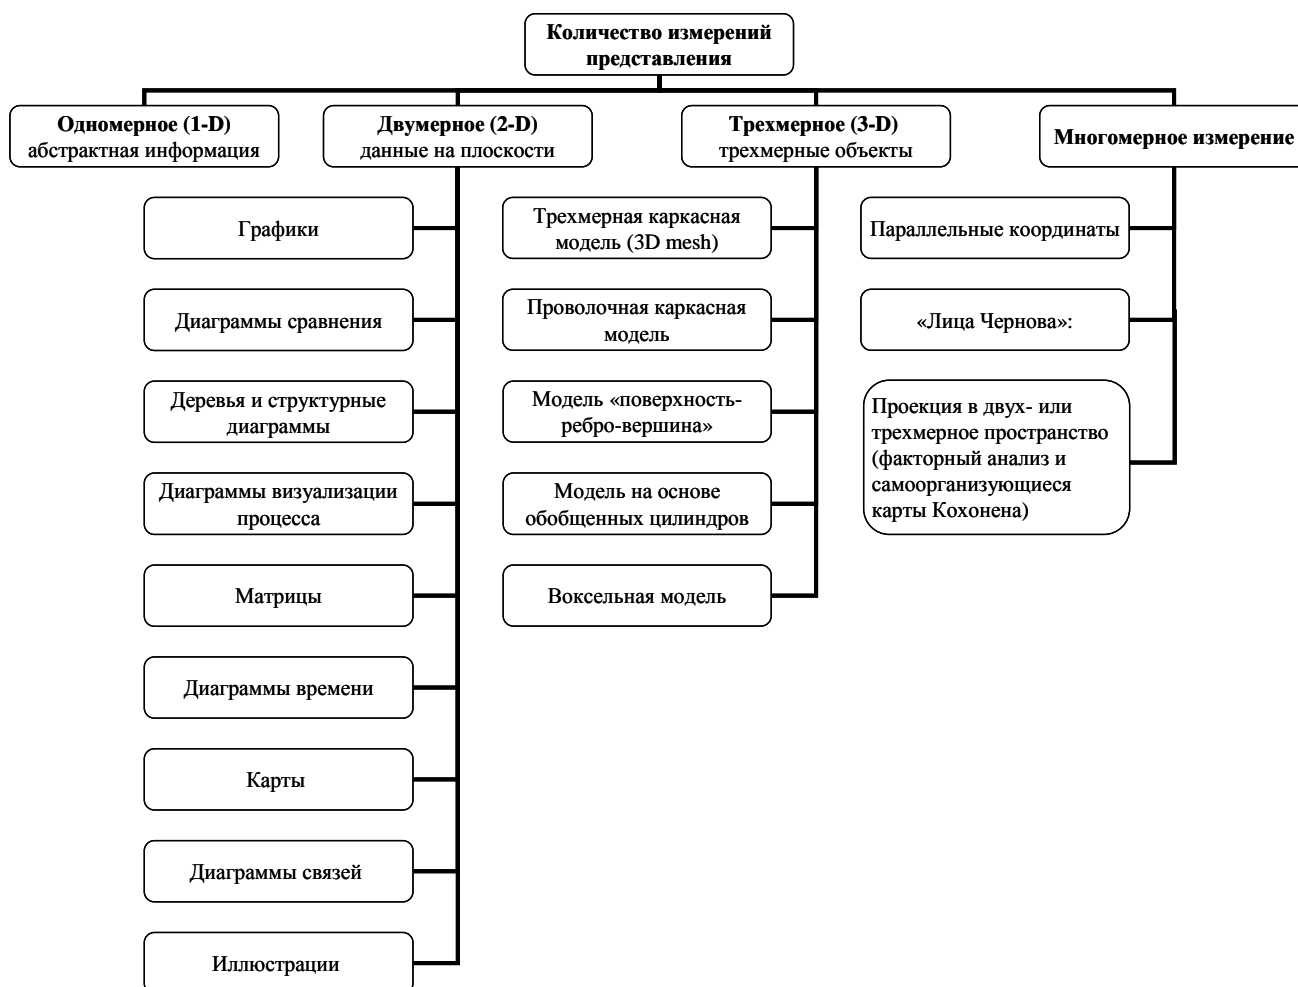 Количество измерений
представления
Одномерное (1-D)
абстрактная информация
Двумерное (2-D)
данные на плоскости
Трехмерное (3-D)
трехмерные объекты
Многомерное измерение
Графики
Диаграммы сравнения
Деревья и структурные
диаграммы
Диаграммы визуализации
процесса
Матрицы
Диаграммы времени
Карты
Диаграммы связей
Иллюстрации
Трехмерная каркасная
модель (3D mesh)
Проволочная каркасная
модель
Модель «поверхность-
ребро-вершина»
Модель на основе
обобщенных цилиндров
Воксельная модель
Параллельные координаты
«Лица Чернова»:
Проекция в двух- или
трехмерное пространство
(факторный анализ и
самоорганизующиеся
карты Кохонена)